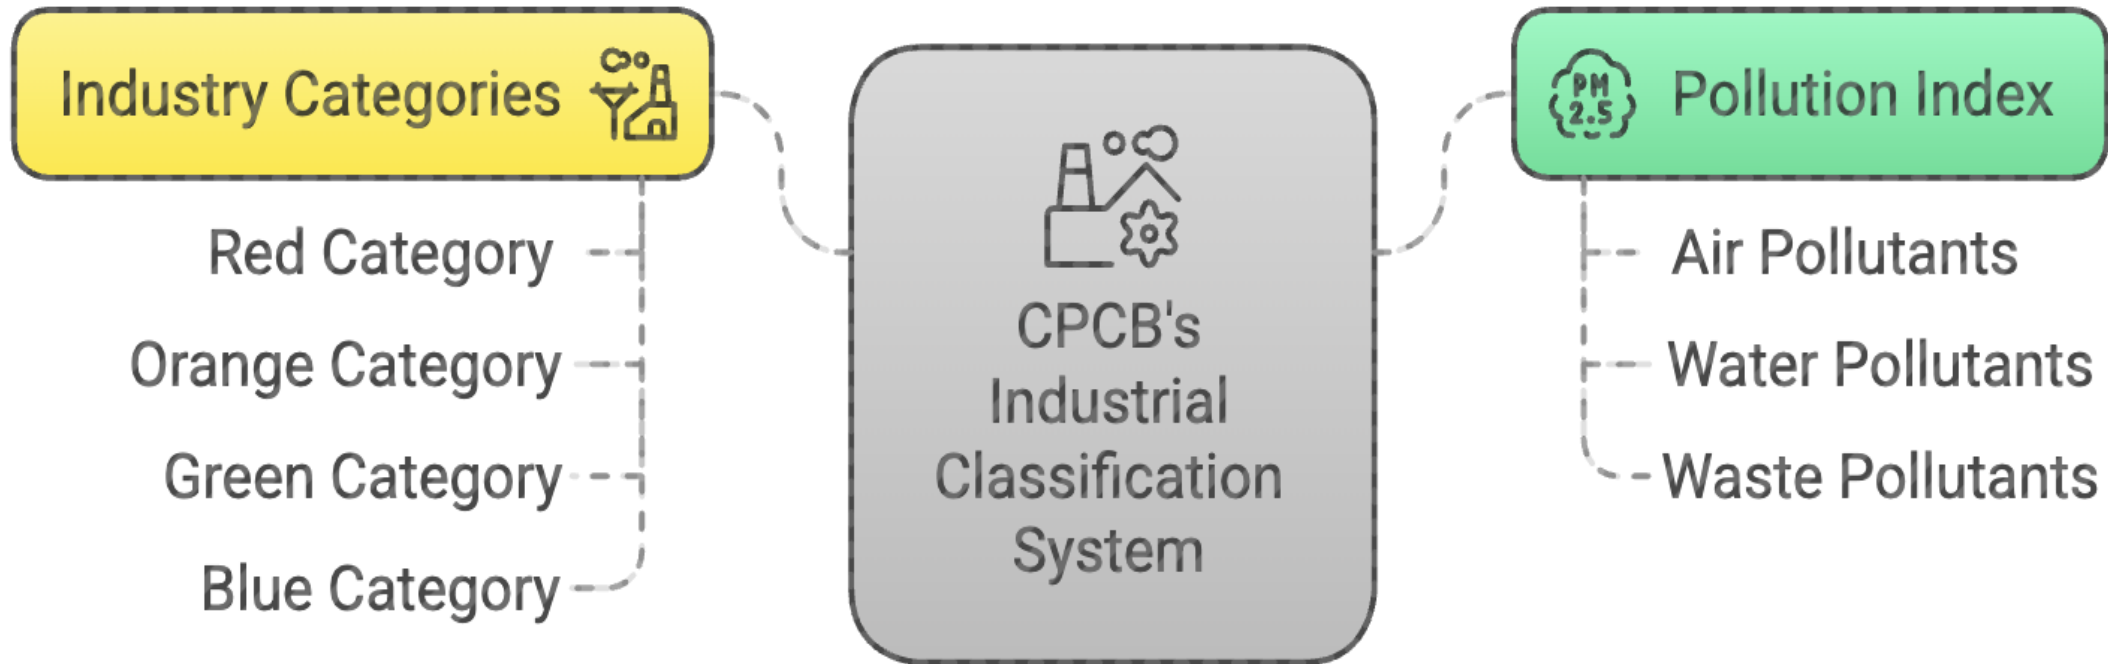 Industry Categories
Red Category
Orange Category
Green Category
Blue Category
CPCB's
Industrial
Classification
System
PM
2.5
Pollution Index
Air Pollutants
Water Pollutants
Waste Pollutants